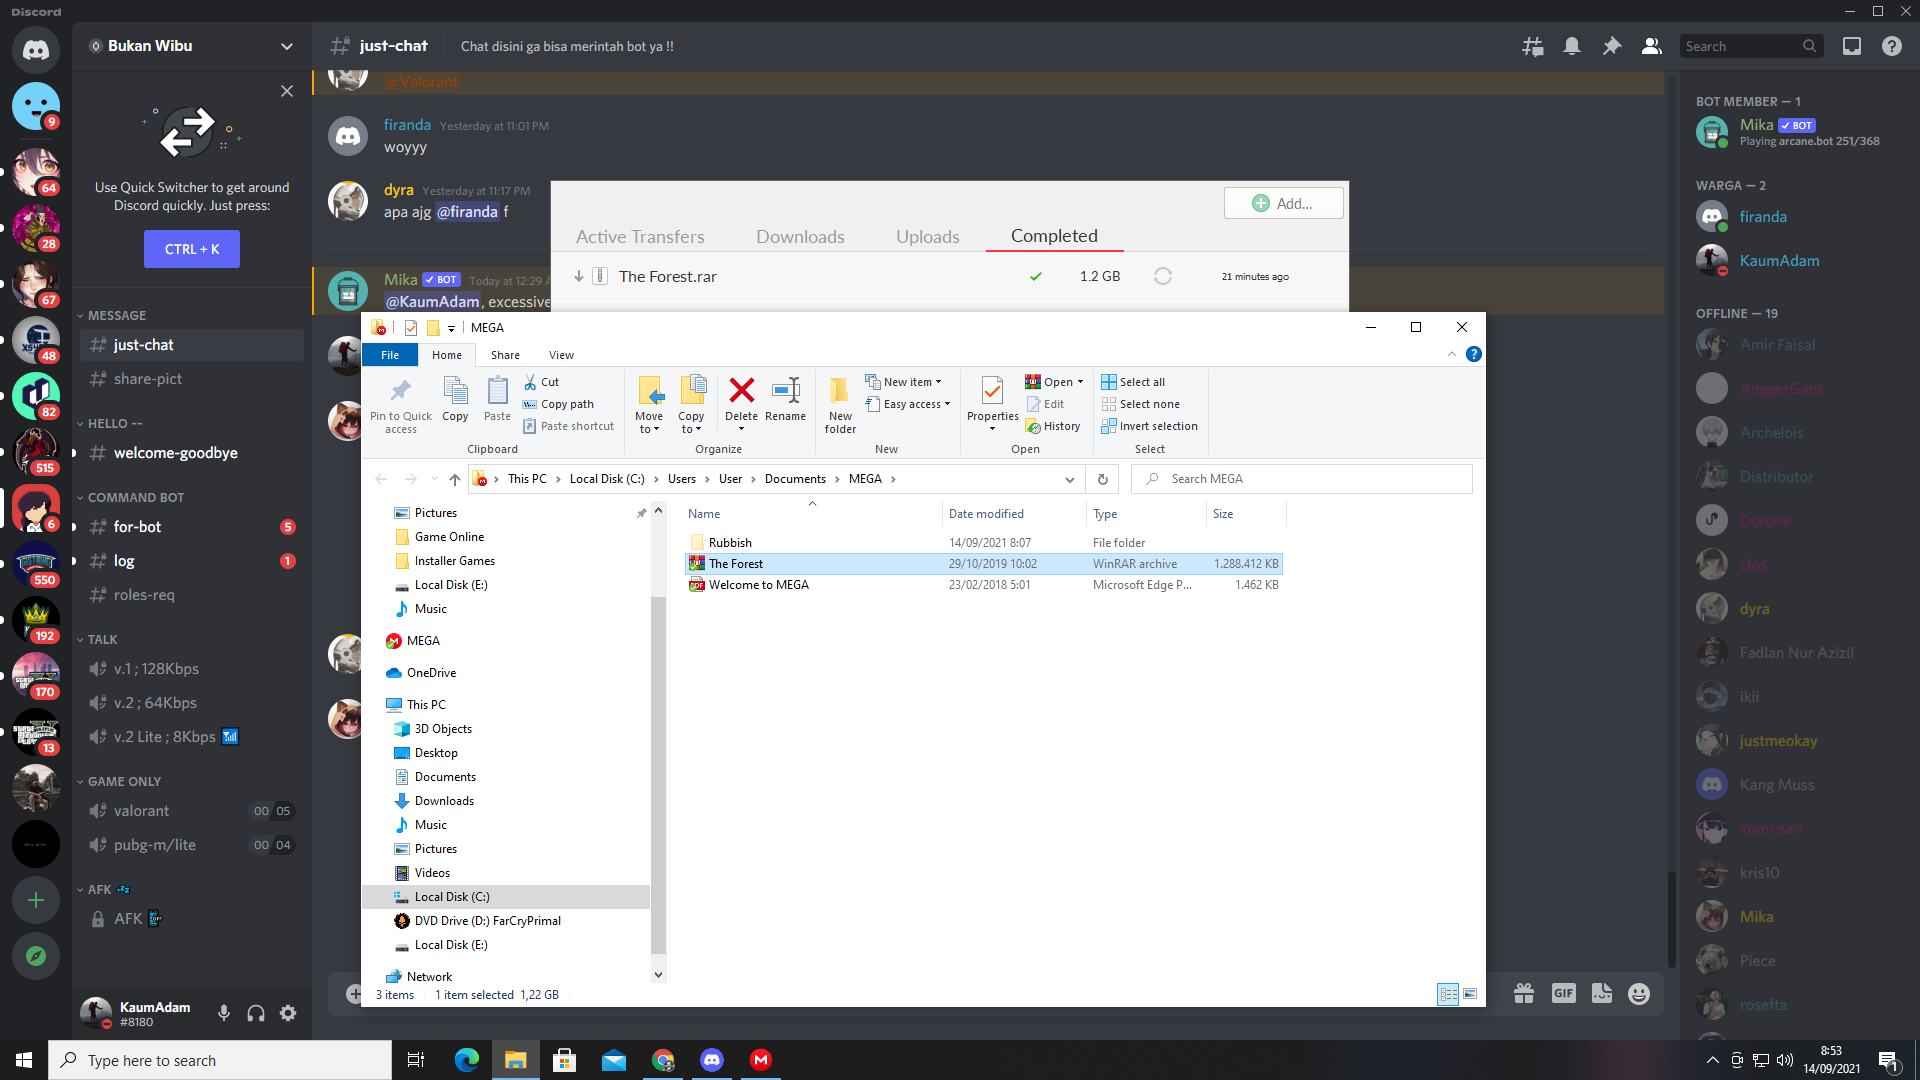 Discord
Bukan Wibu
just-chat
Chat disini ga bisa merintah bot ya !!
Search
9
64
28
67
48
82
515
6
550
192
170
13
Use Quick Switcher to get around
Discord quickly. Just press:
CTRL + K
MESSAGE
just-chat
share-pict
HELLO --
welcome-goodbye
COMMAND BOT
for-bot
5
log
1
roles-req
TALK
v.1 ; 128Kbps
v.2 ; 64Kbps
v.2 Lite ; 8Kbps
GAME ONLY
valorant
00 05
pubg-m/lite
00 04
AFK
AFK
KaumAdam
#8180
@Valorant
firanda Yesterday at 11:01 PM
woyyy
dyra Yesterday at 11:17 PM
apa ajg @firanda f
Mika BOT Today at 12:29
@KaumAdam, excessive
Add...
Active Transfers
Downloads
Uploads
Completed
The Forest.rar
1.2 GB
21 minutes ago
MEGA
File
Home
Share
View
Pin to Quick
access
Copy
Paste
Cut
Copy path
Paste shortcut
Clipboard
Move
to
Copy
to
Delete
Rename
Organize
New
folder
New item
Easy access
New
Properties
Open
Edit
History
Open
Select all
Select none
Invert selection
Select
This PC
Local Disk (C:)
Users
User
Documents
MEGA
Search MEGA
Pictures
Game Online
Installer Games
Local Disk (E:)
Music
MEGA
OneDrive
This PC
3D Objects
Desktop
Documents
Downloads
Music
Pictures
Videos
Local Disk (C:)
DVD Drive (D:) FarCryPrimal
Local Disk (E:)
Network
Name
Date modified
Type
Size
Rubbish
14/09/2021 8:07
File folder
The Forest
29/10/2019 10:02
WinRAR archive
1.288.412 KB
Welcome to MEGA
23/02/2018 5:01
Microsoft Edge P...
1.462 KB
3 items
1 item selected 1,22 GB
GIF
BOT MEMBER — 1
Mika BOT
Playing arcane.bot 251/368
WARGA — 2
firanda
KaumAdam
OFFLINE — 19
Amir Faisal
AnggerGans
Archelois
Distributor
Dorone
Dos
dyra
Fadlan Nur Azizil
ikii
justmeokay
Kang Muss
komi-san
kris10
Mika
Piece
rosefta
Type here to search
8:53
14/09/2021
1